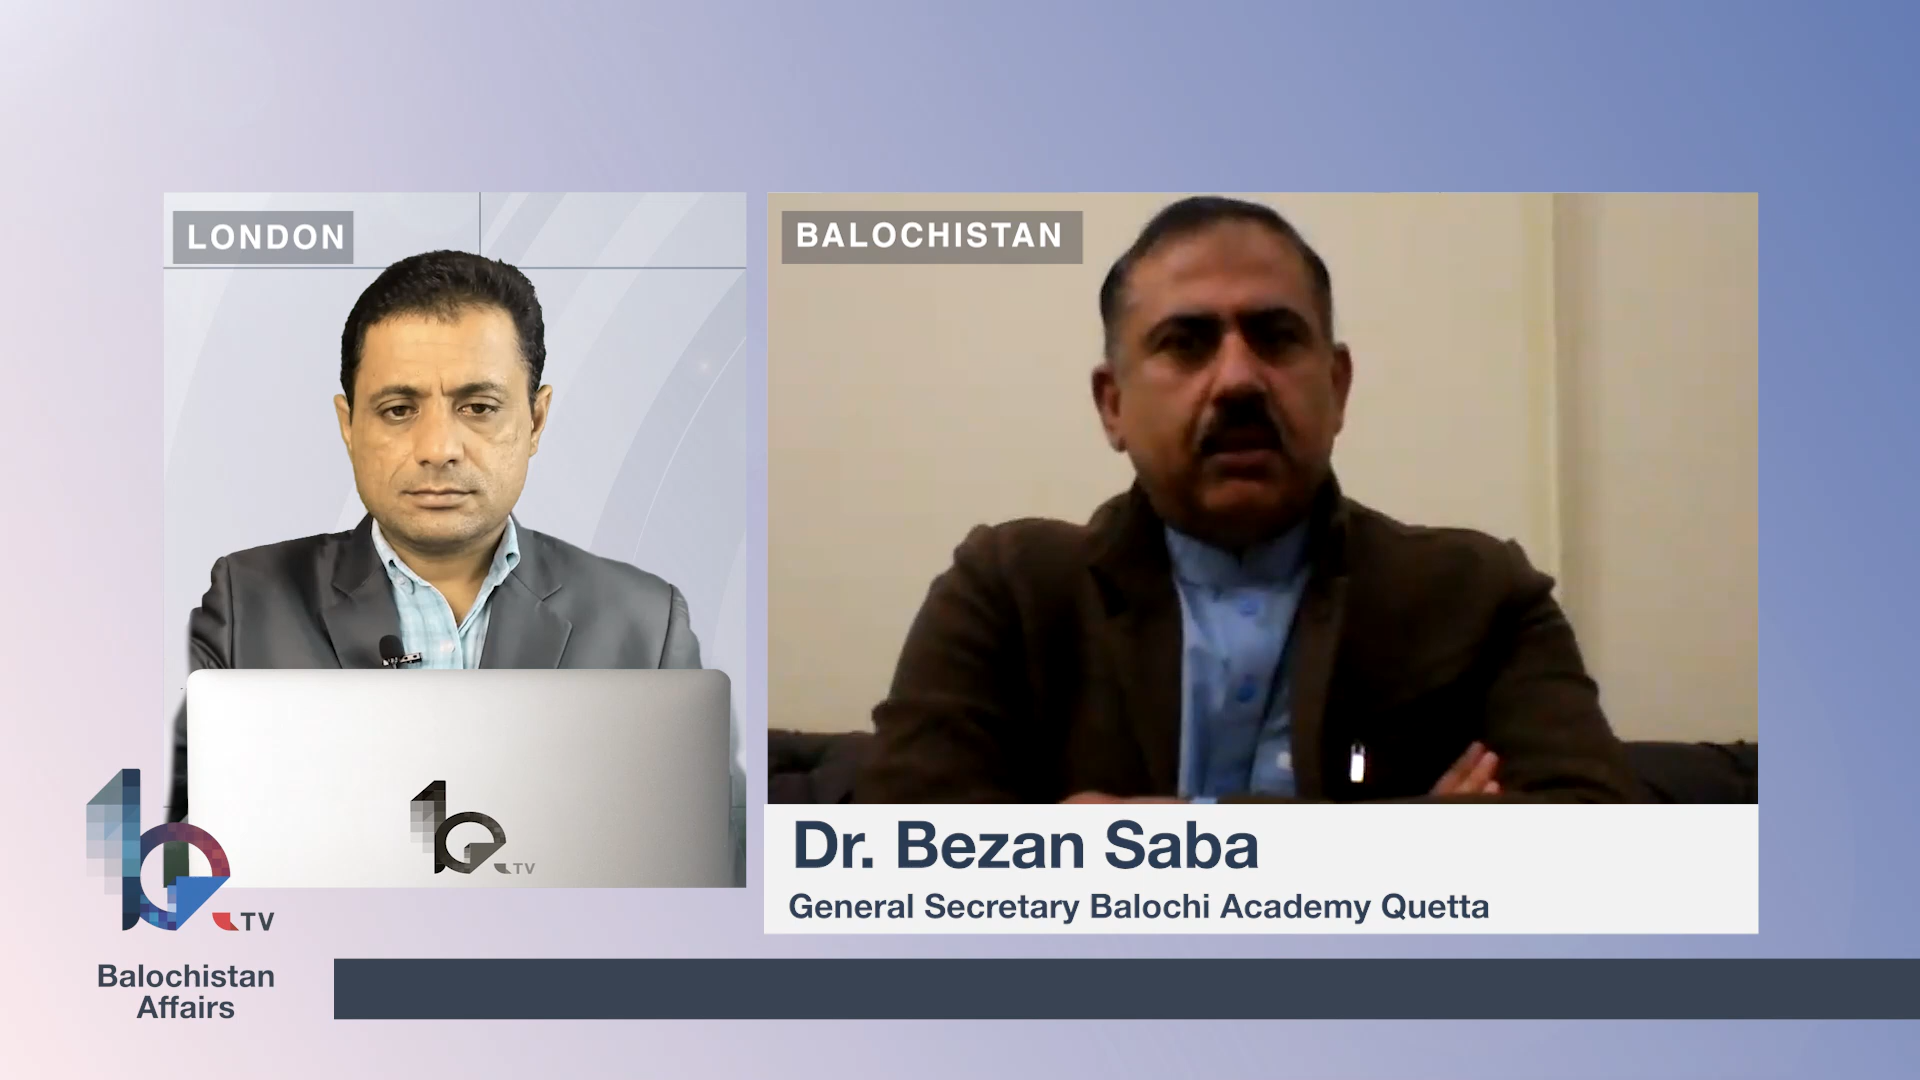 LONDON
BALOCHISTAN
TV
Dr. Bezan Saba
General Secretary Balochi Academy Quetta
TV
Balochistan
Affairs